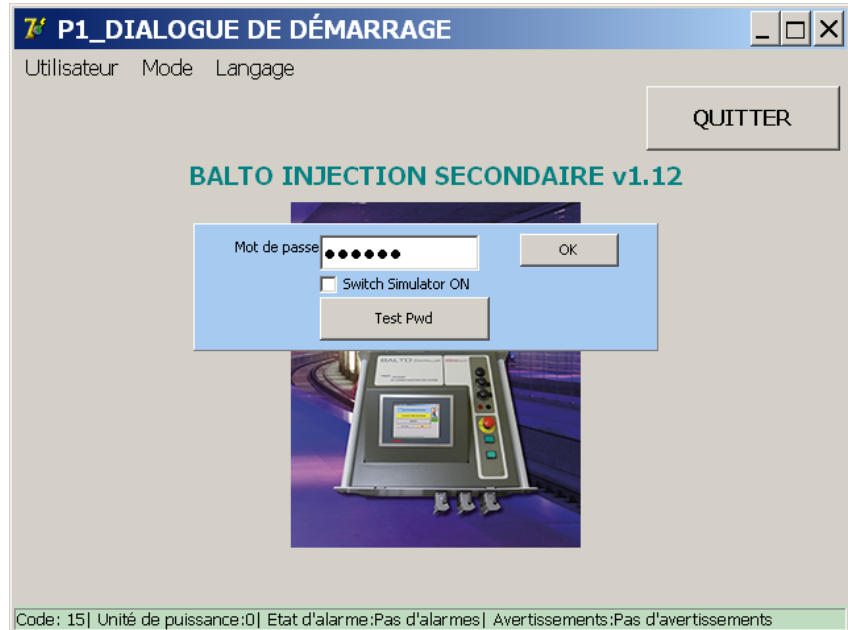 P1_DIALOGUE DE DÉMARRAGE
Utilisateur Mode Langage
QUITTER
BALTO INJECTION SECONDAIRE v1.12
Mot de passe ●●●●●● OK
Switch Simulator ON
Test Pwd
BALTO
Code: 15| Unité de puissance:0| Etat d'alarme:Pas d'alarmes| Avertissements:Pas d'avertissements